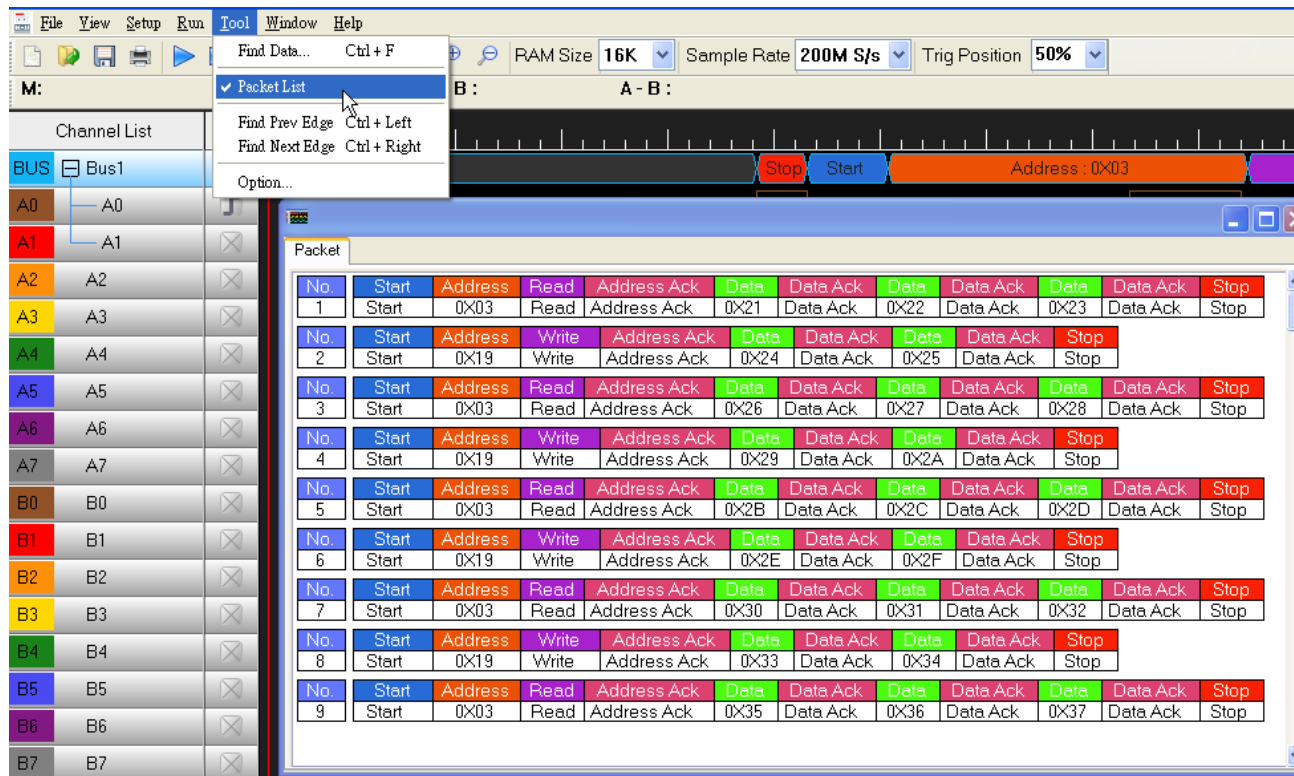 File View Setup Run Tool Window Help
Find Data... Ctrl + F
RAM Size 16K Sample Rate 200M S/s Trig Position 50%
M: B : A - B :
Packet List
Find Prev Edge Ctrl + Left
Find Next Edge Ctrl + Right
Option...
Channel List
BUS Bus1 Stop Start Address : 0X03
A0 A0
A1 A1
A2 A2
A3 A3
A4 A4
A5 A5
A6 A6
A7 A7
B0 B0
B1 B1
B2 B2
B3 B3
B4 B4
B5 B5
B6 B6
B7 B7
Packet
No. Start Address Read Address Ack Data Data Ack Data Data Ack Data Data Ack Stop
1 Start 0X03 Read Address Ack 0X21 Data Ack 0X22 Data Ack 0X23 Data Ack Stop
No. Start Address Write Address Ack Data Data Ack Data Data Ack Stop
2 Start 0X19 Write Address Ack 0X24 Data Ack 0X25 Data Ack Stop
No. Start Address Read Address Ack Data Data Ack Data Data Ack Data Data Ack Stop
3 Start 0X03 Read Address Ack 0X26 Data Ack 0X27 Data Ack 0X28 Data Ack Stop
No. Start Address Write Address Ack Data Data Ack Data Data Ack Stop
4 Start 0X19 Write Address Ack 0X29 Data Ack 0X2A Data Ack Stop
No. Start Address Read Address Ack Data Data Ack Data Data Ack Data Data Ack Stop
5 Start 0X03 Read Address Ack 0X2B Data Ack 0X2C Data Ack 0X2D Data Ack Stop
No. Start Address Write Address Ack Data Data Ack Data Data Ack Stop
6 Start 0X19 Write Address Ack 0X2E Data Ack 0X2F Data Ack Stop
No. Start Address Read Address Ack Data Data Ack Data Data Ack Data Data Ack Stop
7 Start 0X03 Read Address Ack 0X30 Data Ack 0X31 Data Ack 0X32 Data Ack Stop
No. Start Address Write Address Ack Data Data Ack Data Data Ack Stop
8 Start 0X19 Write Address Ack 0X33 Data Ack 0X34 Data Ack Stop
No. Start Address Read Address Ack Data Data Ack Data Data Ack Data Data Ack Stop
9 Start 0X03 Read Address Ack 0X35 Data Ack 0X36 Data Ack 0X37 Data Ack Stop